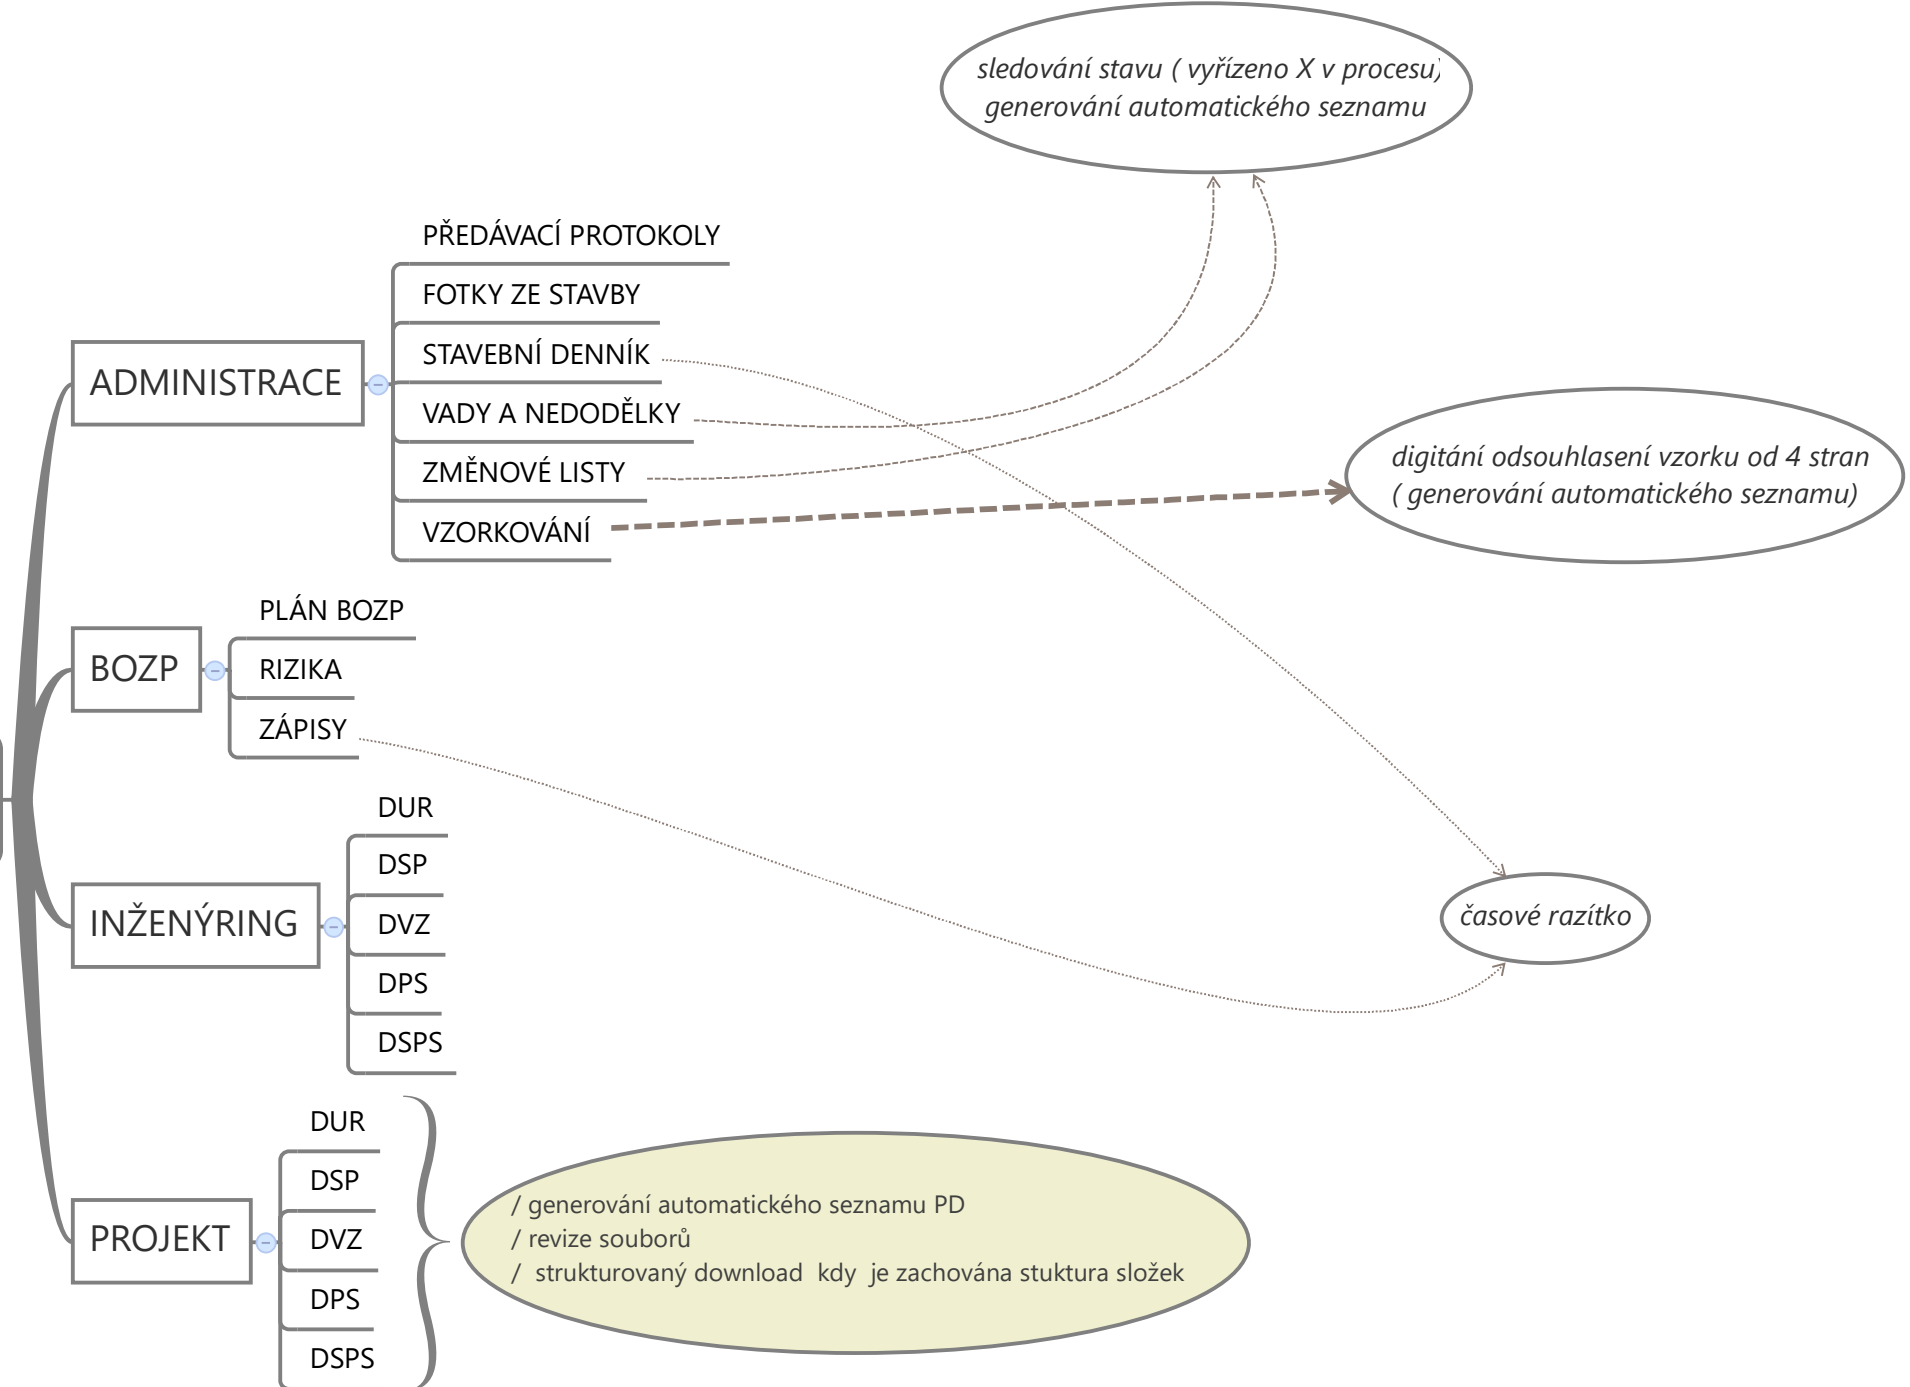 sledování stavu ( vyřízeno X v procesu)
generování automatického seznamu
PŘEDÁVACÍ PROTOKOLY
FOTKY ZE STAVBY
STAVEBNÍ DENNÍK
VADY A NEDODĚLKY
ZMĚNOVÉ LISTY
VZORKOVÁNÍ
ADMINISTRACE
digitání odsouhlasení vzorku od 4 stran
( generování automatického seznamu)
PLÁN BOZP
RIZIKA
ZÁPISY
BOZP
DUR
DSP
DVZ
DPS
DSPS
INŽENÝRING
časové razítko
DUR
DSP
DVZ
DPS
DSPS
PROJEKT
/ generování automatického seznamu PD
/ revize souborů
/ strukturovaný download kdy je zachována stuktura složek